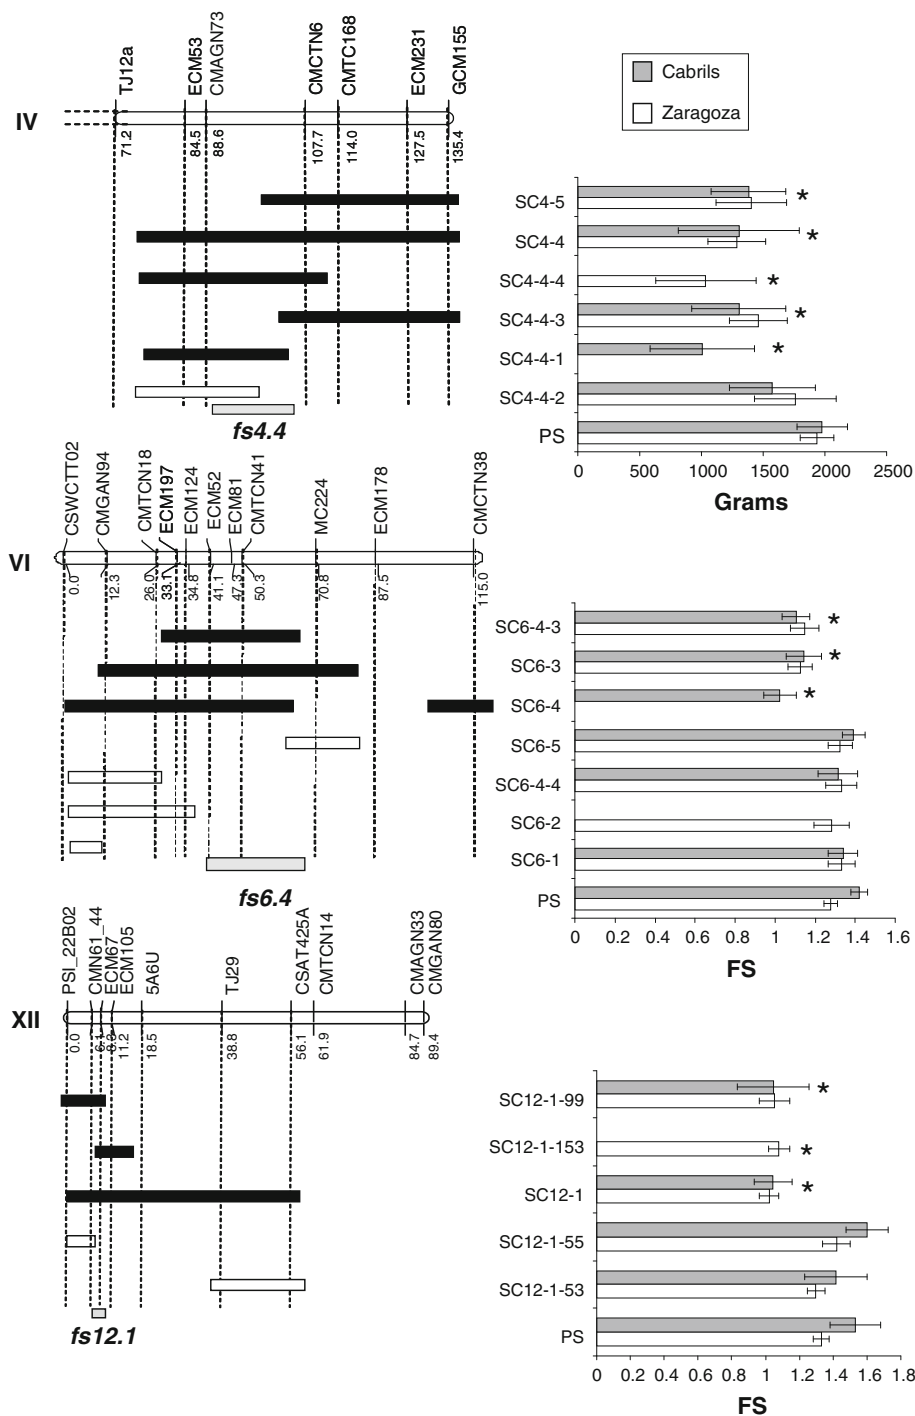 TJ12a ECM53 CMAGN73 CMCTN6 CMTC168 ECM231 GCM155
IV
71.2 84.5 88.6 107.7 114.0 127.5 135.4
fs4.4
Cabrils
Zaragoza
SC4-5 *
SC4-4 *
SC4-4-4 *
SC4-4-3 *
SC4-4-1 *
SC4-4-2
PS
0 500 1000 1500 2000 2500
Grams
CSWCTT02 CMGAN94 CMTCN18 ECM197 ECM124 ECM52 ECM81 CMTCN41 MC224 ECM178 CMCTN38
VI
0.0 12.3 26.0 33.1 34.8 41.1 47.3 50.3 70.8 87.5 115.0
fs6.4
SC6-4-3 *
SC6-3 *
SC6-4 *
SC6-5
SC6-4-4
SC6-2
SC6-1
PS
0 0.2 0.4 0.6 0.8 1 1.2 1.4 1.6
FS
PSI_22B02 CMN61_44 ECM67 ECM105 5A6U TJ29 CSAT425A CMTCN14 CMAGN33 CMGAN80
XII
0.0 11.2 18.5 38.8 56.1 61.9 84.7 89.4
fs12.1
SC12-1-99 *
SC12-1-153 *
SC12-1 *
SC12-1-55
SC12-1-53
PS
0 0.2 0.4 0.6 0.8 1 1.2 1.4 1.6 1.8
FS